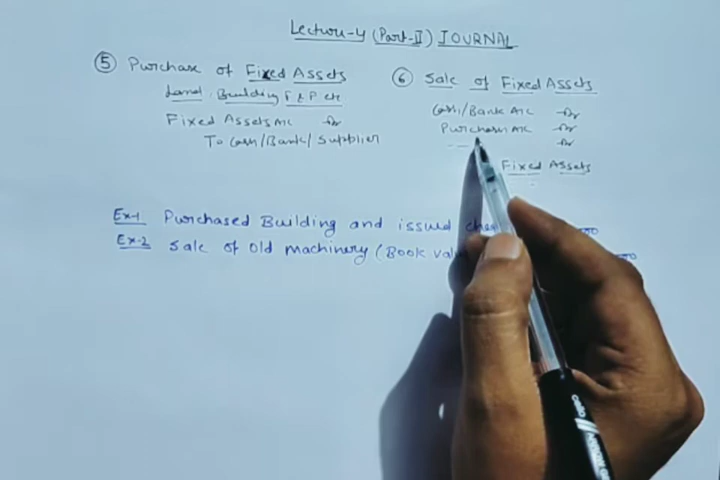 Lecture-4 (Part-II) JOURNAL
⑤ Purchase of Fixed Assets
Land, Building, F&P etc
Fixed Assets A/c Dr
To Cash/Bank/Supplier
⑥ Sale of Fixed Assets
Cash/Bank A/c Dr
Purchaser A/c Dr
Dr
Fixed Assets
Ex-1 Purchased Building and issued
Ex-2 Sale of Old machinery (Book
cello